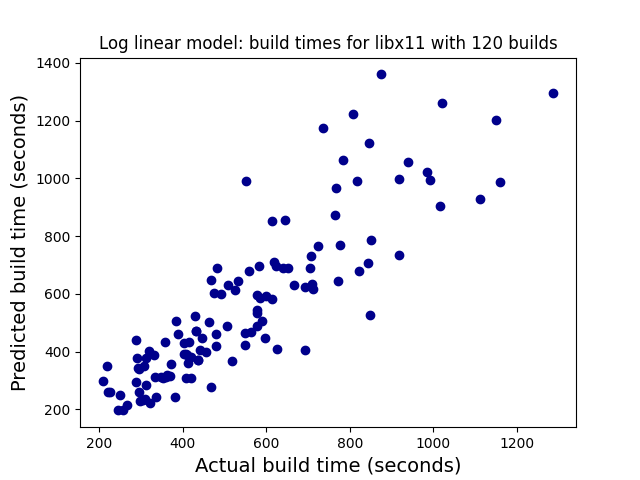 Log linear model: build times for libx11 with 120 builds
1400
1200
1000
800
600
400
200
Predicted build time (seconds)
200 400 600 800 1000 1200
Actual build time (seconds)